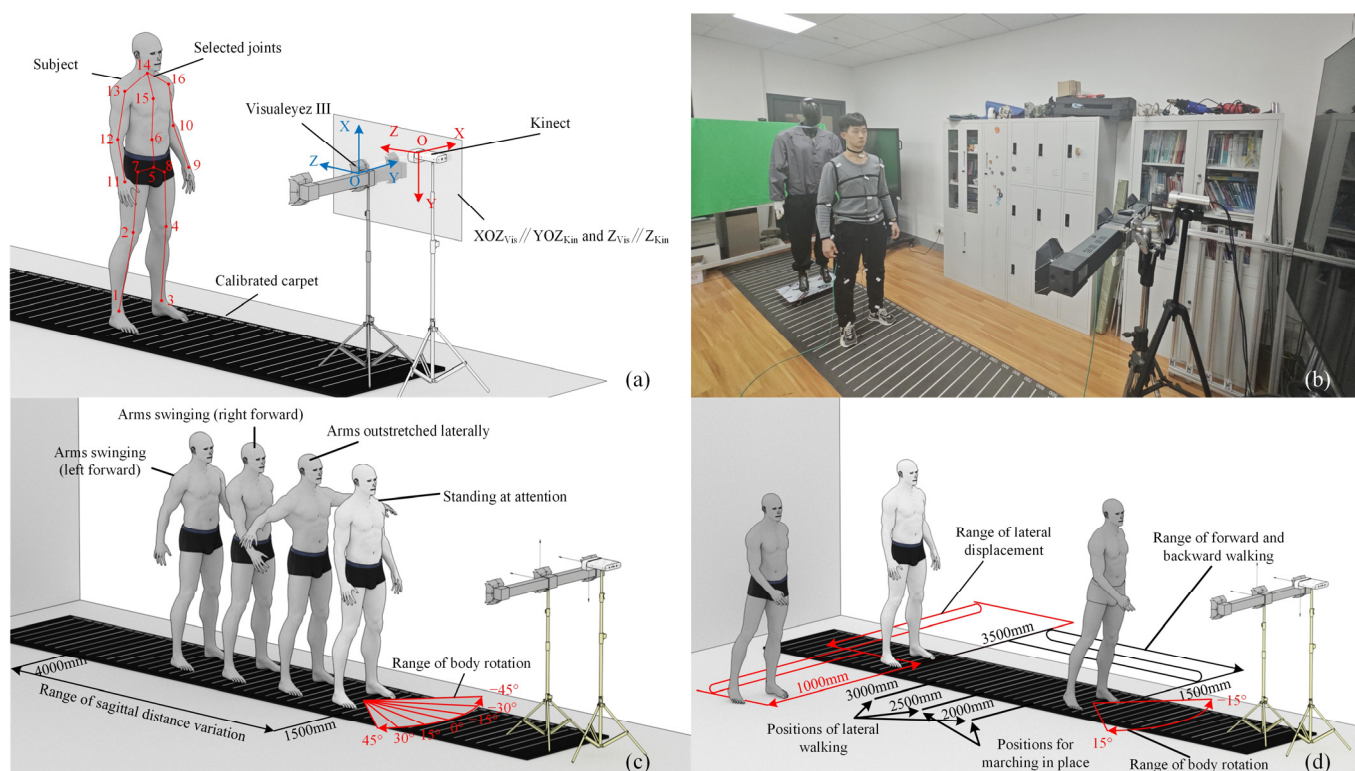 Selected joints
Subject
14
16
13
15
Visualeyez III
12
6
10
X
Z
O
X
Kinect
7
8
5
9
Z
O
Y
11
Y
2
4
XOZVis//YOZKin and ZVis//ZKin
Calibrated carpet
1
3
(a)
(b)
Arms swinging (right forward)
Arms outstretched laterally
Arms swinging
(left forward)
Standing at attention
4000mm
Range of sagittal distance variation
1500mm
Range of body rotation
−45°
−30°
−15°
0°
15°
30°
45°
(c)
Range of lateral
displacement
Range of forward and
backward walking
3500mm
1000mm
3000mm
2500mm
2000mm
1500mm
−15°
15°
Positions of lateral
walking
Positions for
marching in place
Range of body rotation
(d)